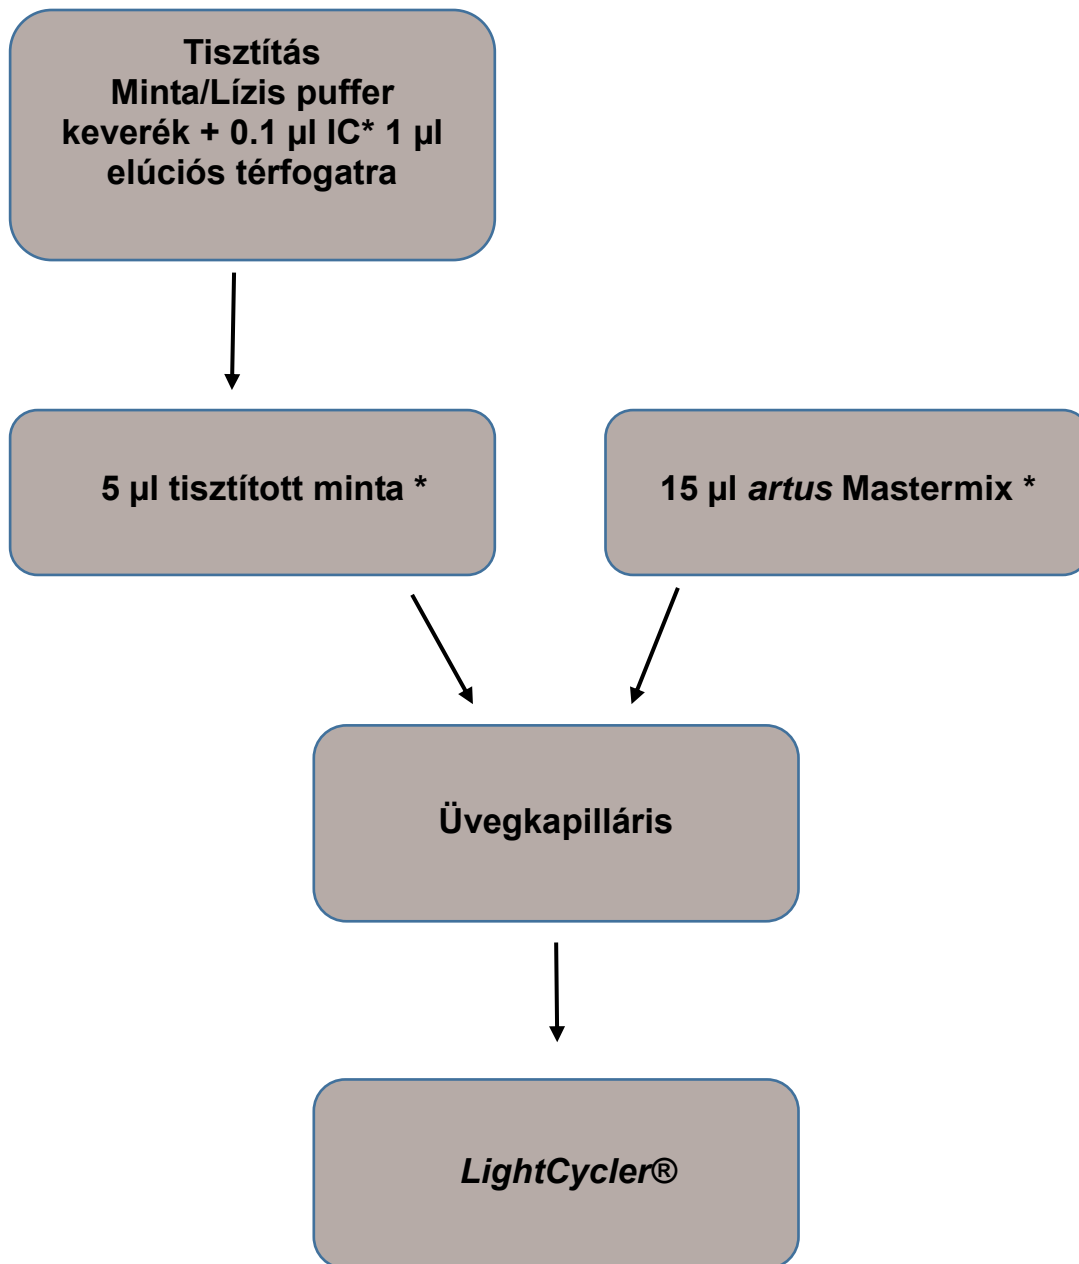 Tisztítás
Minta/Lízis puffer
keverék + 0.1 µl IC* 1 µl
elúciós térfogatra
5 µl tisztított minta *
15 µl artus Mastermix *
Üvegkapilláris
LightCycler®